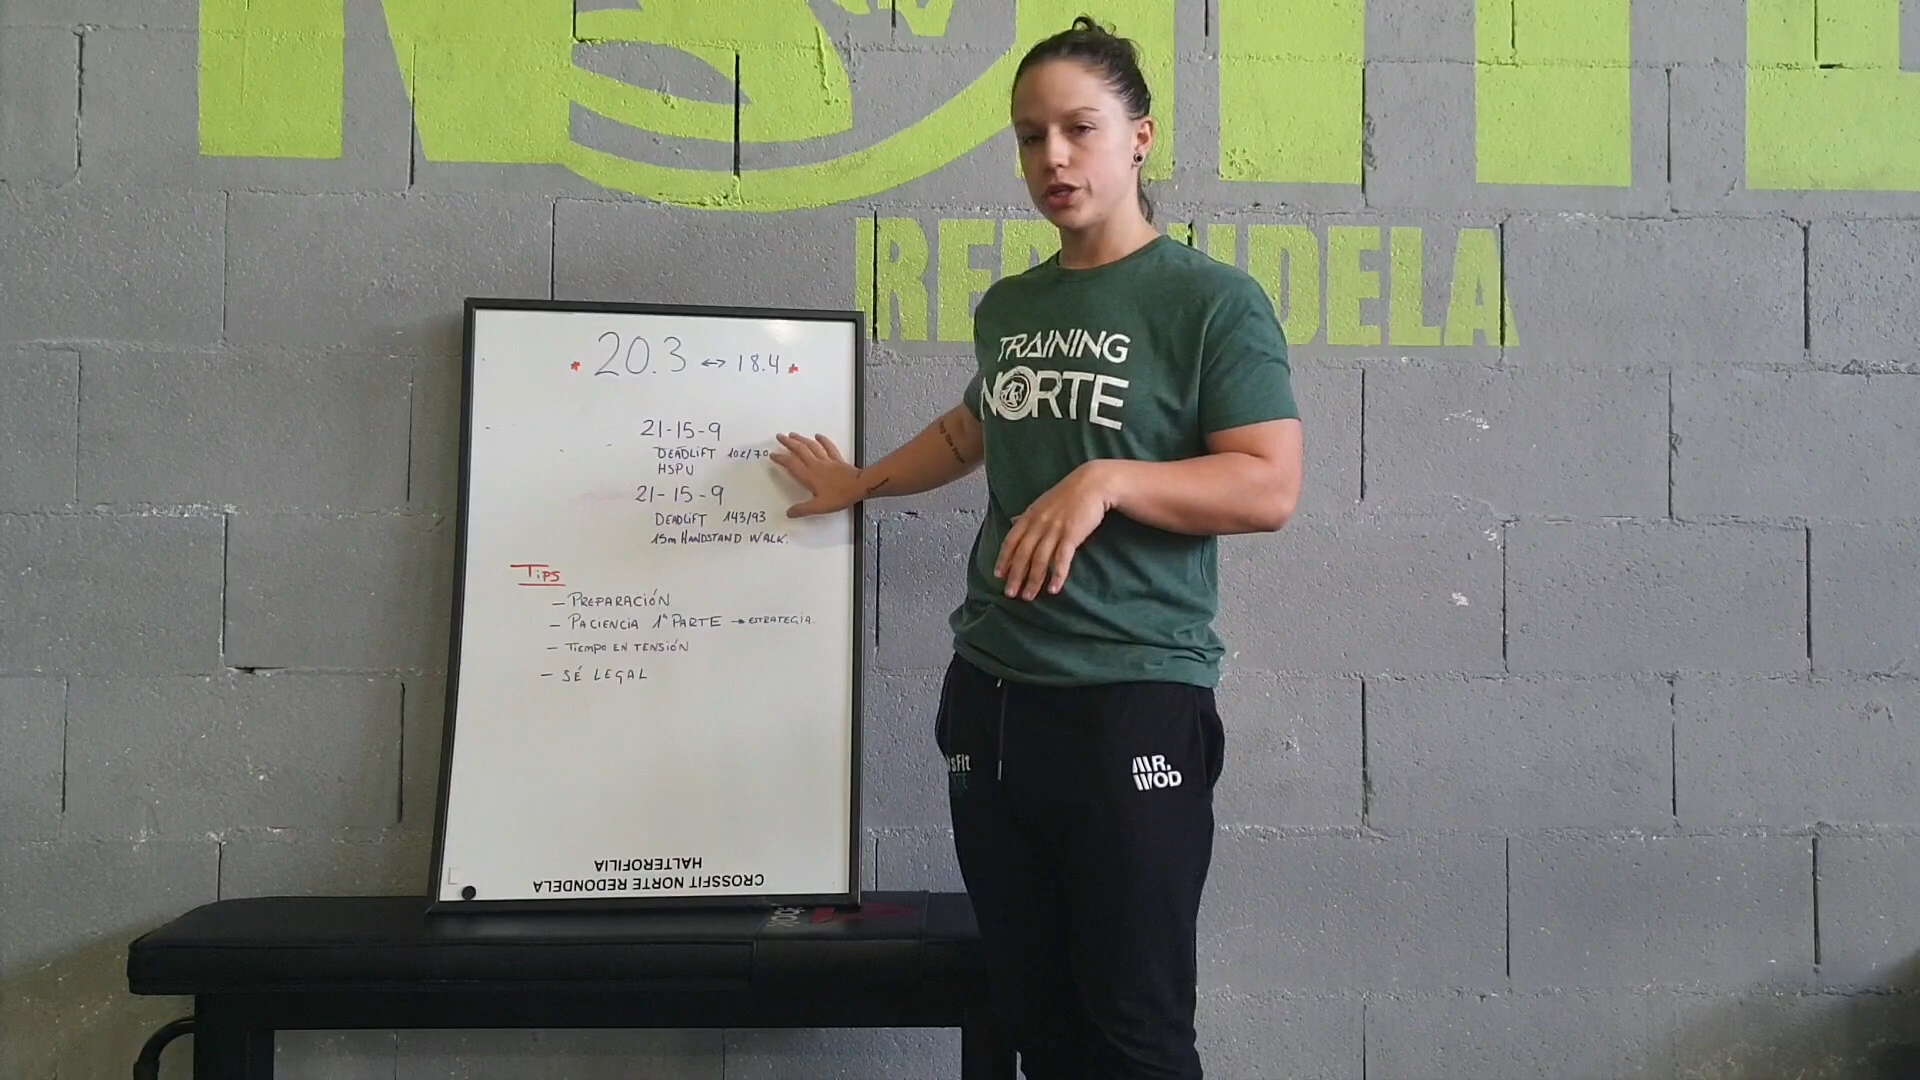 REDONDELA
20.3 ↔ 18.4
21-15-9
DEADLIFT 102/70
HSPU
21-15-9
DEADLIFT 143/93
15m HANDSTAND WALK.
TiPS
- PREPARACIÓN
- PACIENCIA 1ª PARTE → ESTRATEGIA.
- TIEMPO EN TENSIÓN
- SÉ LEGAL
CROSSFIT NORTE REDONDELA
HALTEROFILIA
TRAINING
NORTE
MR.
WOD